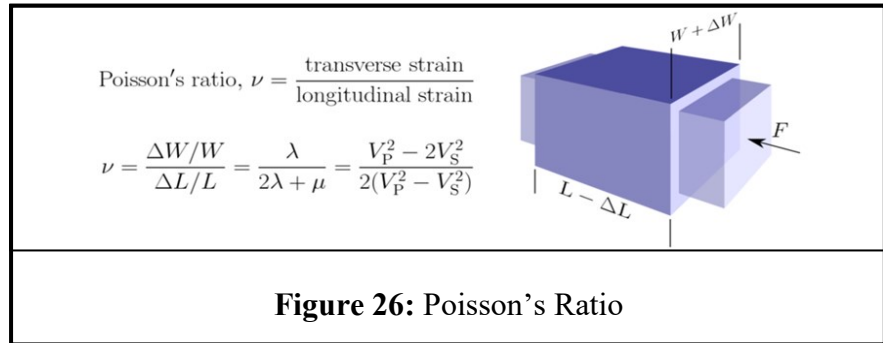 Poisson's ratio, ν = transverse strain / longitudinal strain
ν = ΔW/W / ΔL/L = λ / 2λ + μ = V_P^2 − 2V_S^2 / 2(V_P^2 − V_S^2)
W + ΔW
F
L − ΔL
Figure 26: Poisson's Ratio